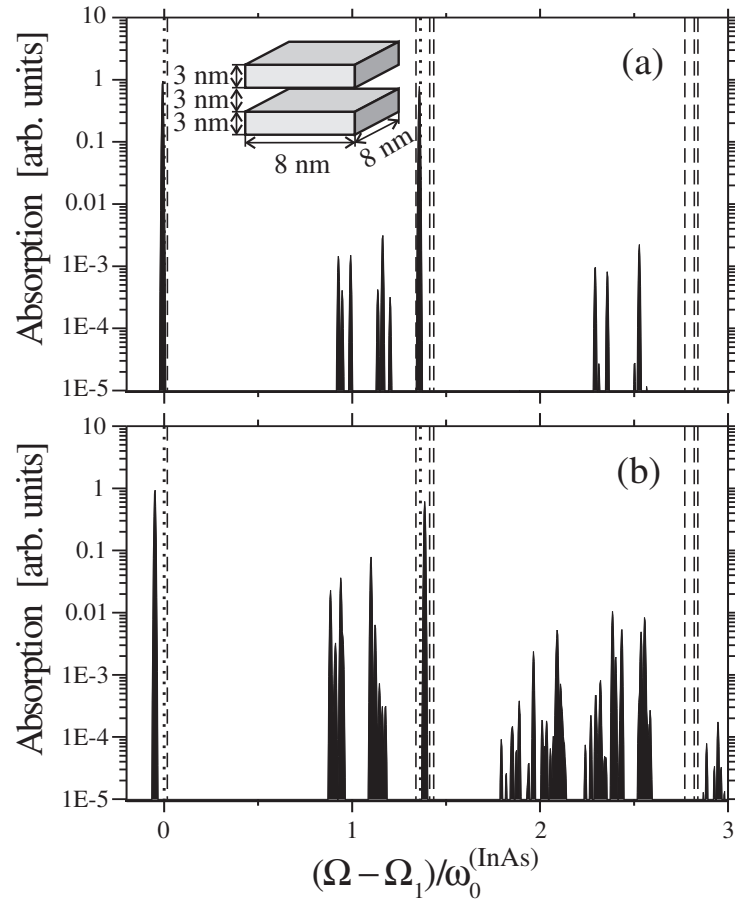 10
1
0.1
0.01
1E-3
1E-4
1E-5
Absorption [arb. units]
3 nm
3 nm
3 nm
8 nm
8 nm
(a)
10
1
0.1
0.01
1E-3
1E-4
1E-5
Absorption [arb. units]
(b)
0 1 2 3
(Ω − Ω₁)/ω₀⁽ᴵⁿᴬˢ⁾